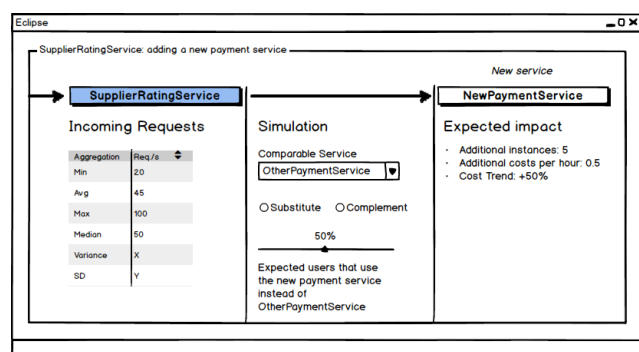 Eclipse
SupplierRatingService: adding a new payment service
New service
SupplierRatingService
NewPaymentService
Incoming Requests
Aggregation Req/s
Min 20
Avg 45
Max 100
Median 50
Variance X
SD Y
Simulation
Comparable Service
OtherPaymentService
Substitute Complement
50%
Expected users that use
the new payment service
instead of
OtherPaymentService
Expected impact
· Additional instances: 5
· Additional costs per hour: 0.5
· Cost Trend: +50%